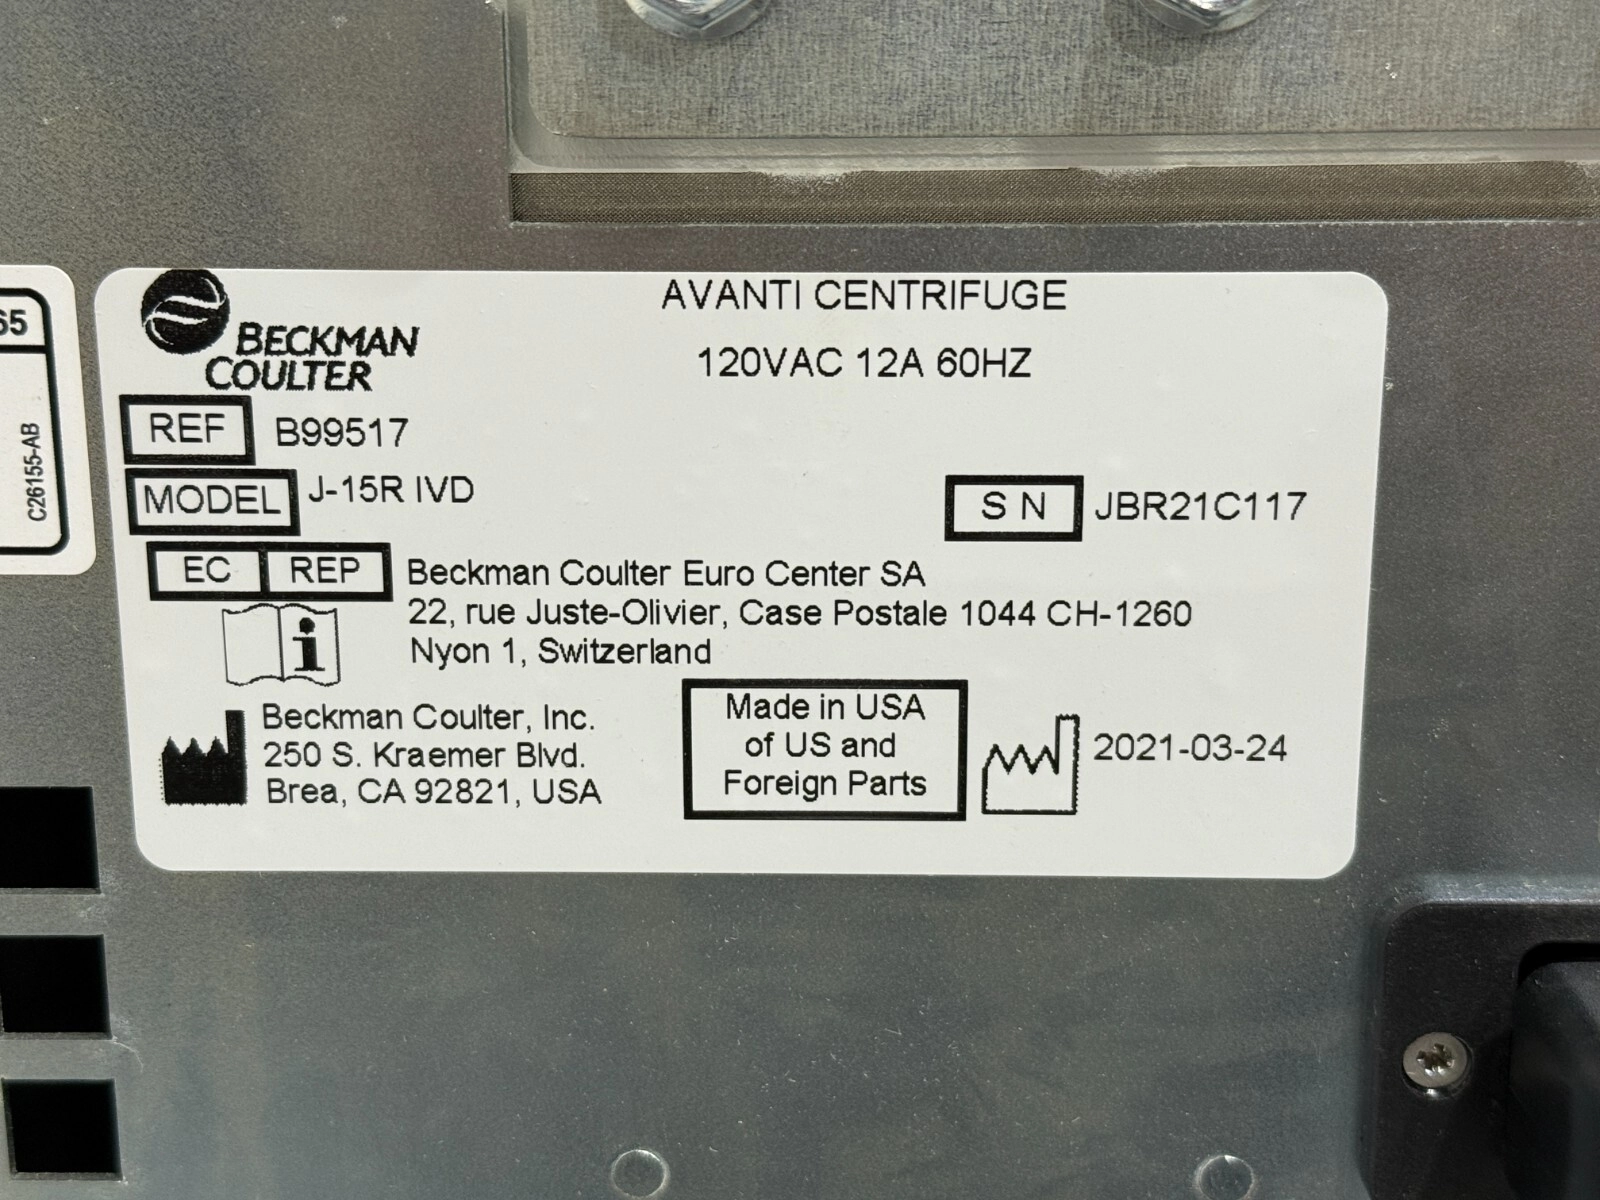 AVANTI CENTRIFUGE
BECKMAN
COULTER
120VAC 12A 60HZ
REF B99517
MODEL J-15R IVD
S N JBR21C117
EC REP Beckman Coulter Euro Center SA
22, rue Juste-Olivier, Case Postale 1044 CH-1260
Nyon 1, Switzerland
i
Beckman Coulter, Inc.
250 S. Kraemer Blvd.
Brea, CA 92821, USA
Made in USA
of US and
Foreign Parts
2021-03-24
C26155-AB